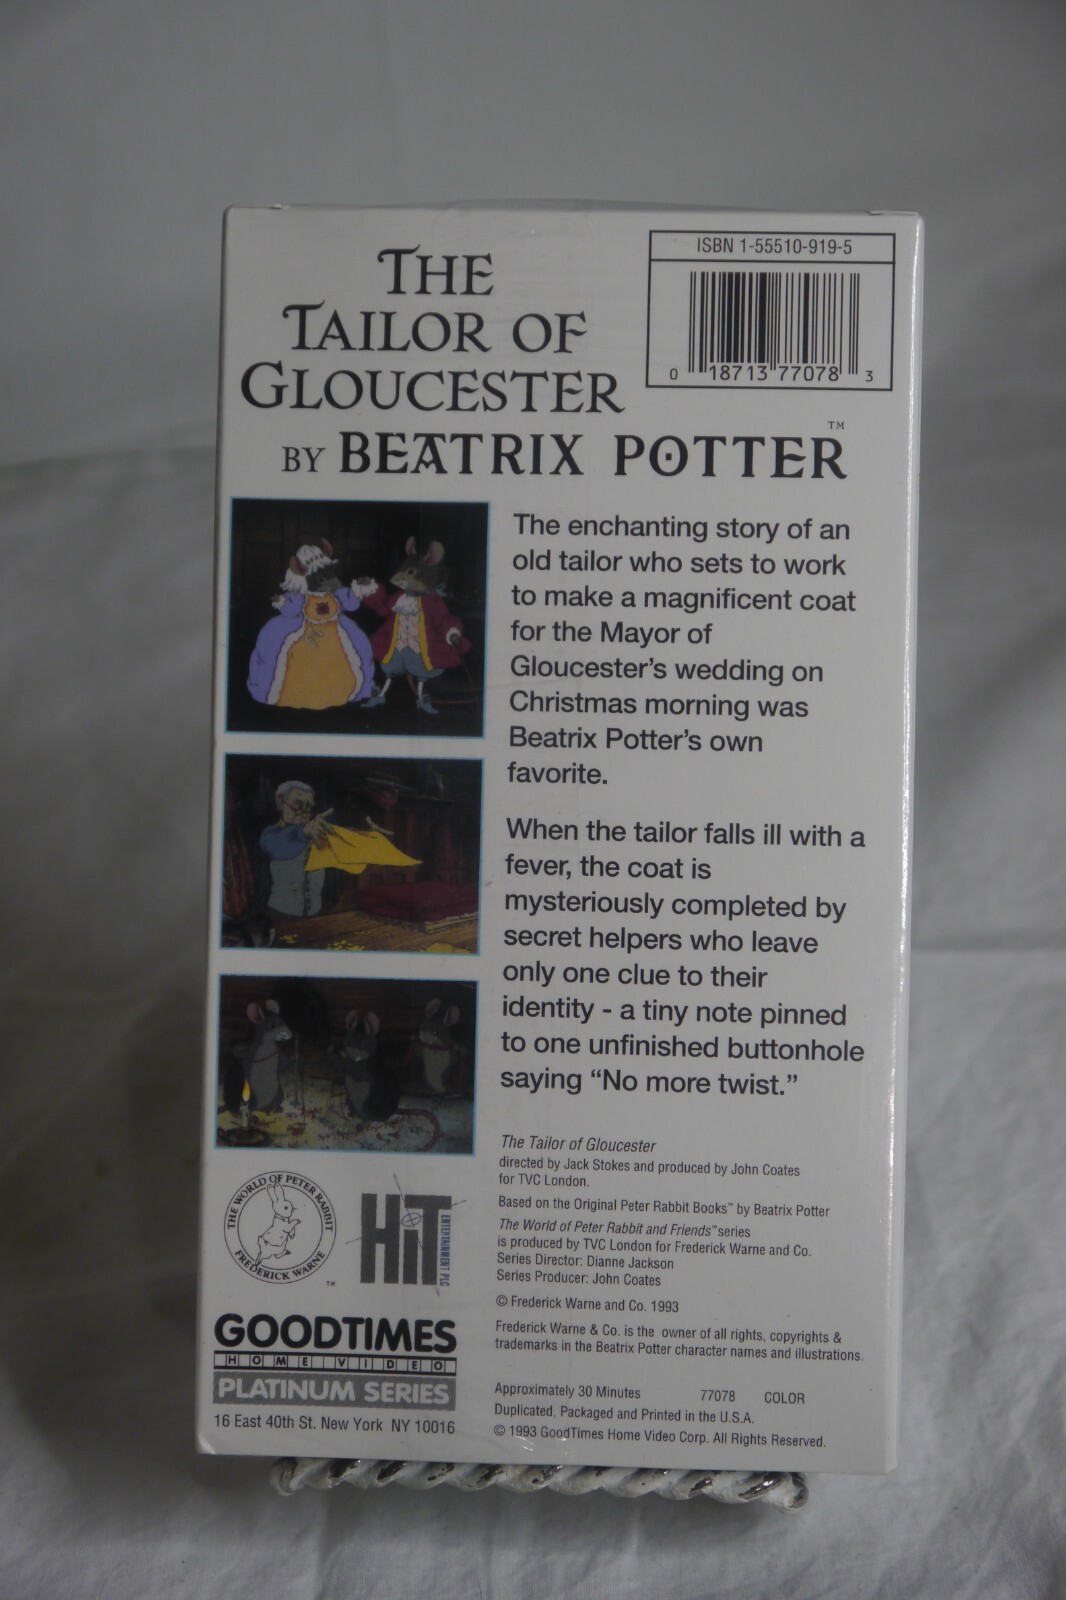 THE
TAILOR OF
GLOUCESTER
BY BEATRIX POTTER™
ISBN 1-55510-919-5
0 18713 77078 3
The enchanting story of an
old tailor who sets to work
to make a magnificent coat
for the Mayor of
Gloucester's wedding on
Christmas morning was
Beatrix Potter's own
favorite.
When the tailor falls ill with a
fever, the coat is
mysteriously completed by
secret helpers who leave
only one clue to their
identity - a tiny note pinned
to one unfinished buttonhole
saying “No more twist.”
The Tailor of Gloucester
directed by Jack Stokes and produced by John Coates
for TVC London.
Based on the Original Peter Rabbit Books™ by Beatrix Potter
The World of Peter Rabbit and Friends™ series
is produced by TVC London for Frederick Warne and Co.
Series Director: Dianne Jackson
Series Producer: John Coates
© Frederick Warne and Co. 1993
Frederick Warne & Co. is the owner of all rights, copyrights &
trademarks in the Beatrix Potter character names and illustrations.
Approximately 30 Minutes 77078 COLOR
Duplicated, Packaged and Printed in the U.S.A.
© 1993 GoodTimes Home Video Corp. All Rights Reserved.
THE WORLD OF PETER RABBIT
FREDERICK WARNE
™
HiT
ENTERTAINMENT PLC
GOODTIMES
HOME VIDEO
PLATINUM SERIES
16 East 40th St. New York NY 10016